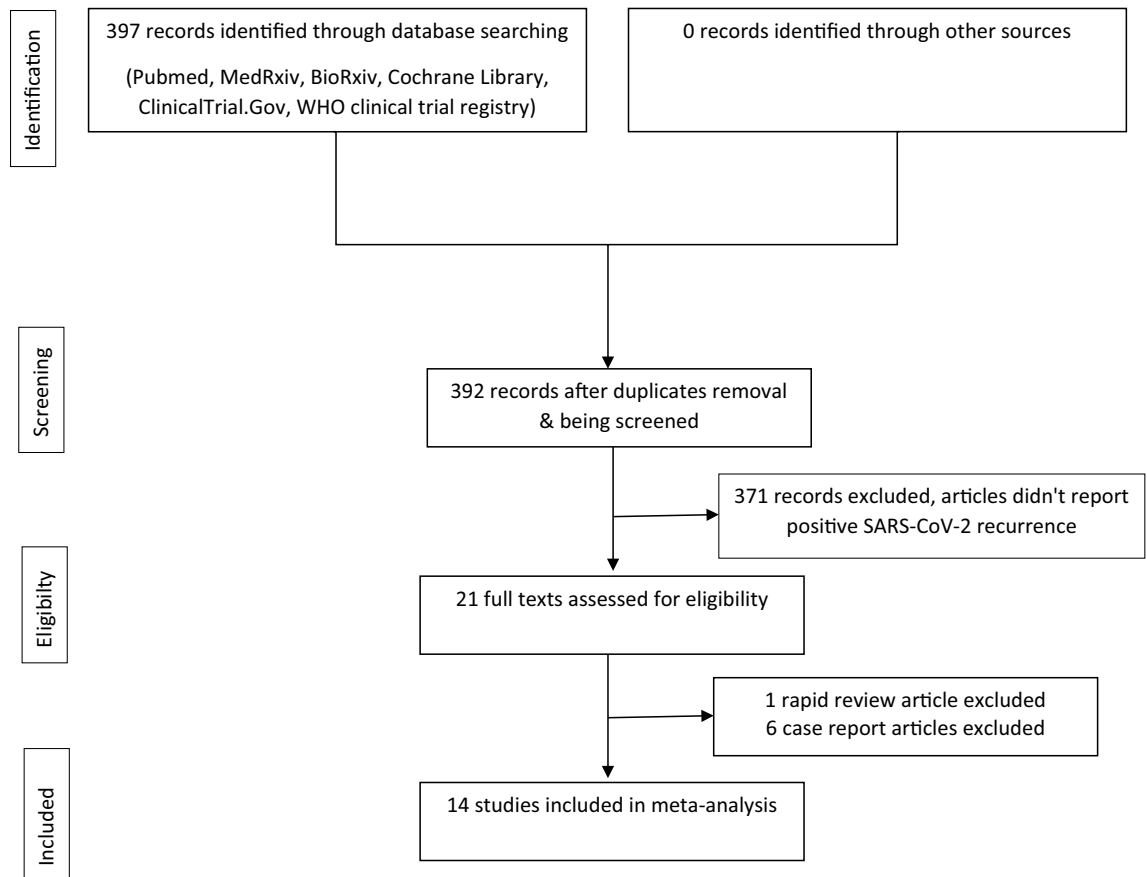 Identification
397 records identified through database searching
(Pubmed, MedRxiv, BioRxiv, Cochrane Library,
ClinicalTrial.Gov, WHO clinical trial registry)
0 records identified through other sources
Screening
392 records after duplicates removal
& being screened
371 records excluded, articles didn't report
positive SARS-CoV-2 recurrence
Eligibilty
21 full texts assessed for eligibility
1 rapid review article excluded
6 case report articles excluded
Included
14 studies included in meta-analysis